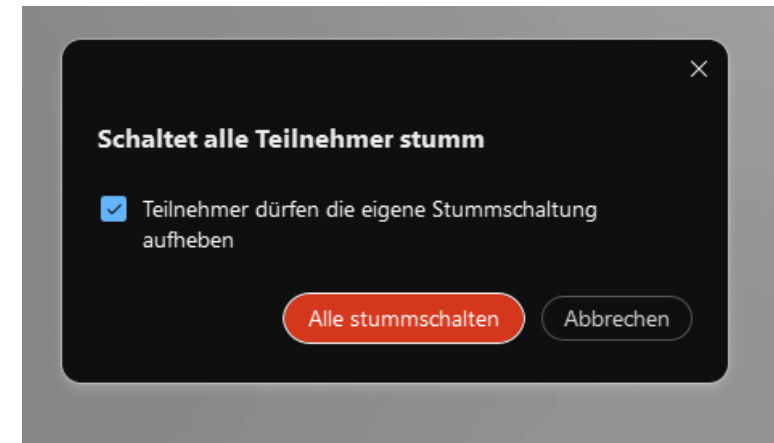 Schaltet alle Teilnehmer stumm
Teilnehmer dürfen die eigene Stummschaltung
aufheben
Alle stummschalten
Abbrechen